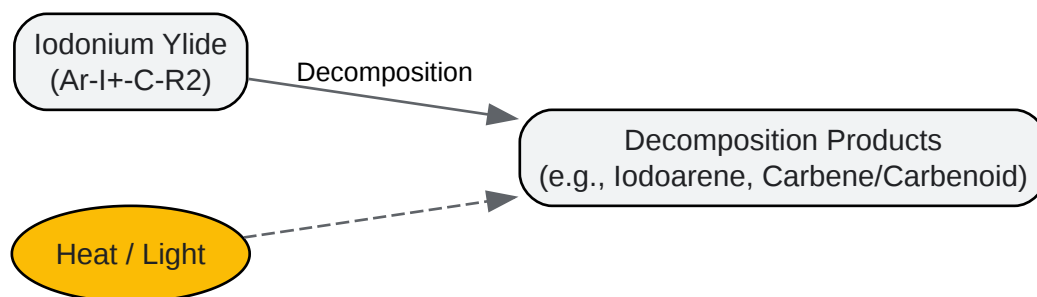 Iodonium Ylide
(Ar-I+-C-R2)
Decomposition
Decomposition Products
(e.g., Iodoarene, Carbene/Carbenoid)
Heat / Light